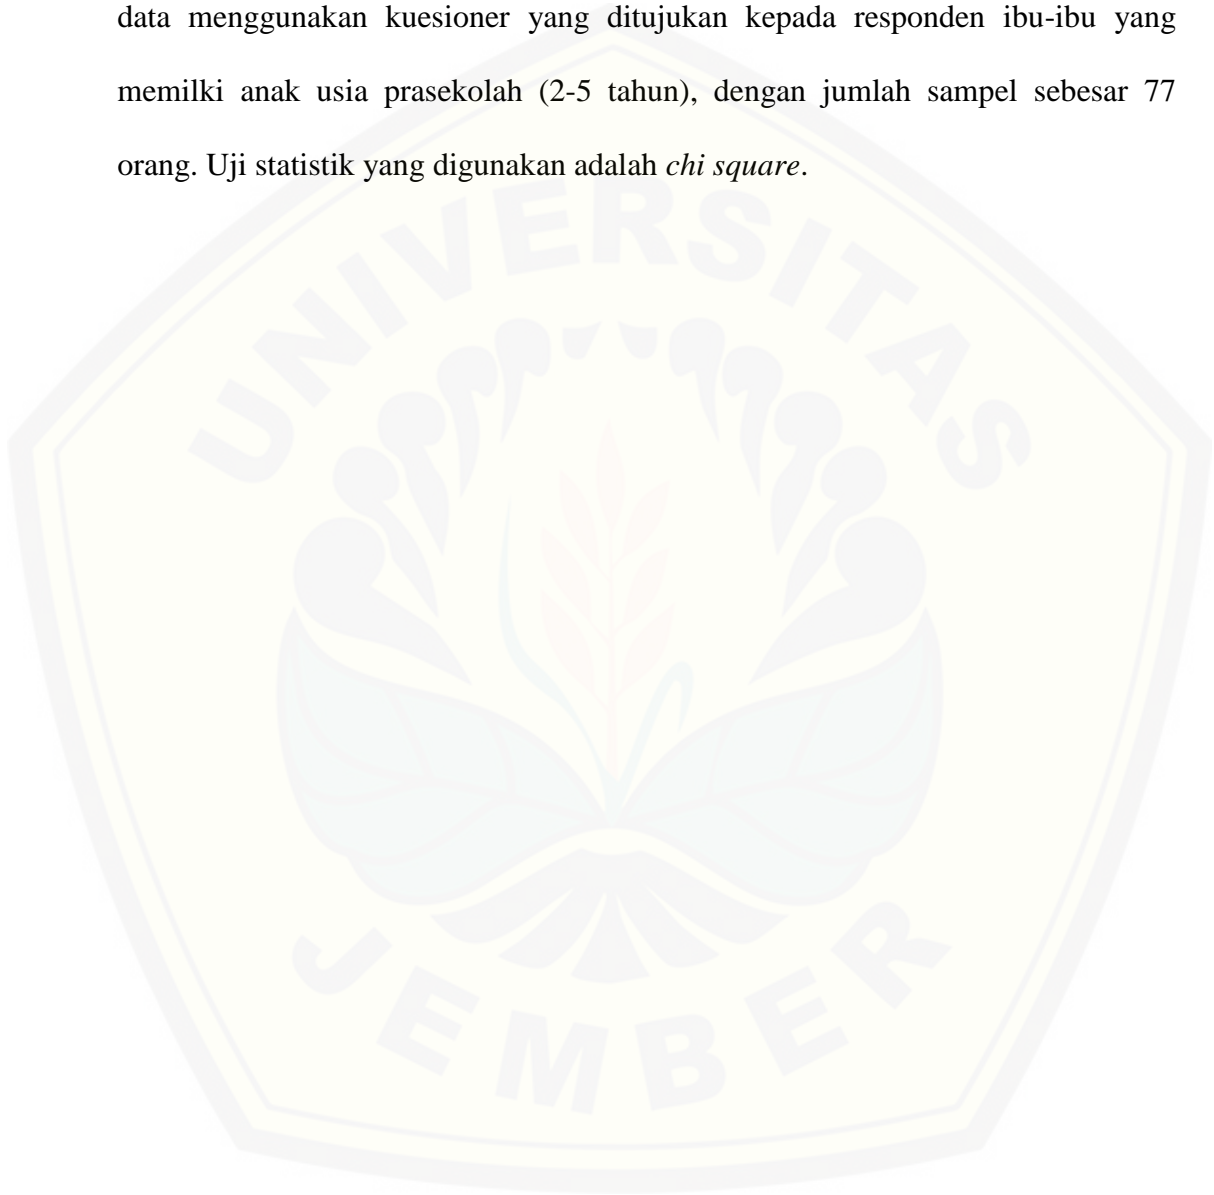 data menggunakan kuesioner yang ditujukan kepada responden ibu-ibu yang
memilki anak usia prasekolah (2-5 tahun), dengan jumlah sampel sebesar 77
orang. Uji statistik yang digunakan adalah chi square.
UNIVERSITAS
JEMBER